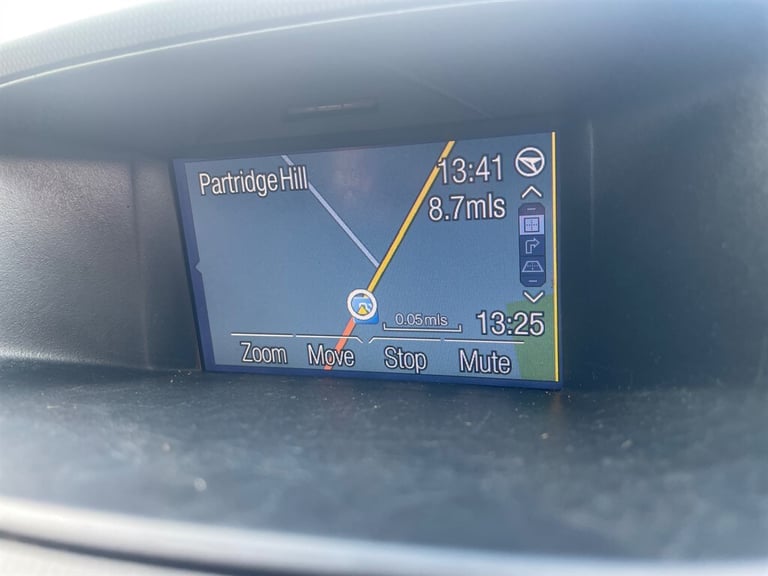 Partridge Hill
13:41
8.7mls
0.05mls
13:25
Zoom Move Stop Mute